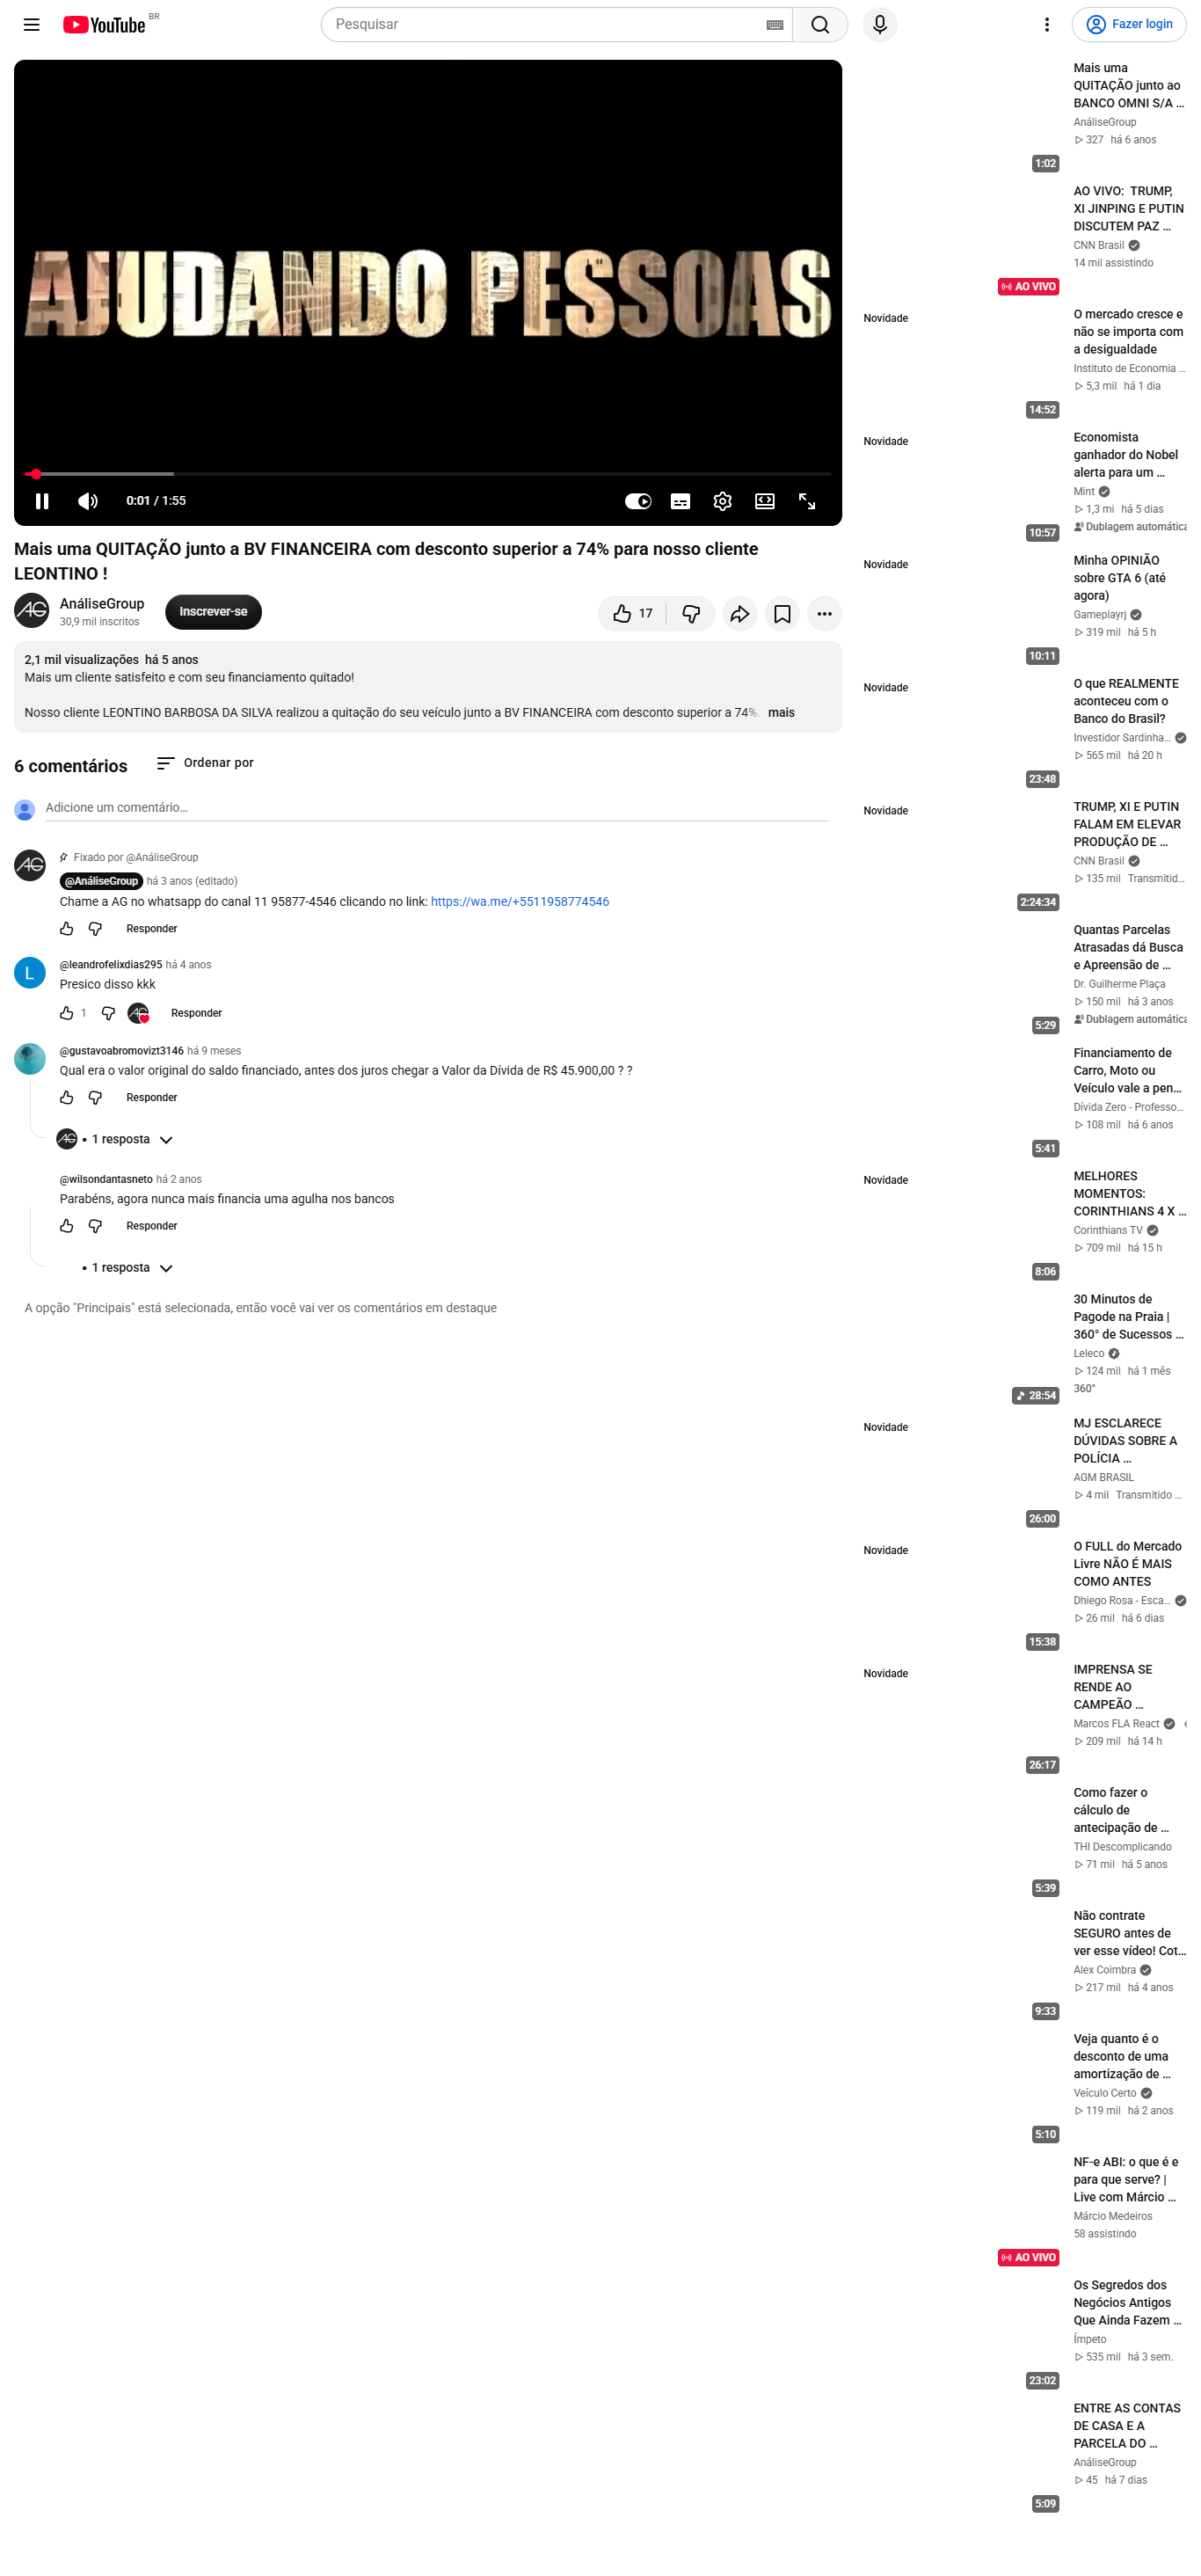 YouTube BR
Pesquisar
Fazer login
AJUDANDO PESSOAS
0:01 / 1:55
Mais uma QUITAÇÃO junto a BV FINANCEIRA com desconto superior a 74% para nosso cliente
LEONTINO !
AnáliseGroup
30,9 mil inscritos
Inscrever-se
17
2,1 mil visualizações há 5 anos
Mais um cliente satisfeito e com seu financiamento quitado!
Nosso cliente LEONTINO BARBOSA DA SILVA realizou a quitação do seu veículo junto a BV FINANCEIRA com desconto superior a 74%. mais
6 comentários
Ordenar por
Adicione um comentário...
Fixado por @AnáliseGroup
@AnáliseGroup há 3 anos (editado)
Chame a AG no whatsapp do canal 11 95877-4546 clicando no link: https://wa.me/+5511958774546
Responder
@leandrofelixdias295 há 4 anos
Presico disso kkk
1
Responder
@gustavoabromovizt3146 há 9 meses
Qual era o valor original do saldo financiado, antes dos juros chegar a Valor da Dívida de R$ 45.900,00 ? ?
Responder
• 1 resposta
@wilsondantasneto há 2 anos
Parabéns, agora nunca mais financia uma agulha nos bancos
Responder
• 1 resposta
A opção "Principais" está selecionada, então você vai ver os comentários em destaque
Mais uma
QUITAÇÃO junto ao
BANCO OMNI S/A ...
AnáliseGroup
327 há 6 anos
1:02
AO VIVO: TRUMP,
XI JINPING E PUTIN
DISCUTEM PAZ ...
CNN Brasil
14 mil assistindo
AO VIVO
Novidade
O mercado cresce e
não se importa com
a desigualdade
Instituto de Economia ...
5,3 mil há 1 dia
14:52
Novidade
Economista
ganhador do Nobel
alerta para um ...
Mint
1,3 mi há 5 dias
Dublagem automática
10:57
Novidade
Minha OPINIÃO
sobre GTA 6 (até
agora)
Gameplayrj
319 mil há 5 h
10:11
Novidade
O que REALMENTE
aconteceu com o
Banco do Brasil?
Investidor Sardinha...
565 mil há 20 h
23:48
Novidade
TRUMP, XI E PUTIN
FALAM EM ELEVAR
PRODUÇÃO DE ...
CNN Brasil
135 mil Transmitid...
2:24:34
Quantas Parcelas
Atrasadas dá Busca
e Apreensão de ...
Dr. Guilherme Plaça
150 mil há 3 anos
Dublagem automática
5:29
Financiamento de
Carro, Moto ou
Veículo vale a pen...
Dívida Zero - Professo...
108 mil há 6 anos
5:41
Novidade
MELHORES
MOMENTOS:
CORINTHIANS 4 X ...
Corinthians TV
709 mil há 15 h
8:06
30 Minutos de
Pagode na Praia |
360° de Sucessos ...
Leleco
124 mil há 1 mês
360°
28:54
Novidade
MJ ESCLARECE
DÚVIDAS SOBRE A
POLÍCIA ...
AGM BRASIL
4 mil Transmitido ...
26:00
Novidade
O FULL do Mercado
Livre NÃO É MAIS
COMO ANTES
Dhiego Rosa - Esca...
26 mil há 6 dias
15:38
Novidade
IMPRENSA SE
RENDE AO
CAMPEÃO ...
Marcos FLA React
209 mil há 14 h
26:17
Como fazer o
cálculo de
antecipação de ...
THI Descomplicando
71 mil há 5 anos
5:39
Não contrate
SEGURO antes de
ver esse vídeo! Cot...
Alex Coimbra
217 mil há 4 anos
9:33
Veja quanto é o
desconto de uma
amortização de ...
Veículo Certo
119 mil há 2 anos
5:10
NF-e ABI: o que é e
para que serve? |
Live com Márcio ...
Márcio Medeiros
58 assistindo
AO VIVO
Os Segredos dos
Negócios Antigos
Que Ainda Fazem ...
Ímpeto
535 mil há 3 sem.
23:02
ENTRE AS CONTAS
DE CASA E A
PARCELA DO ...
AnáliseGroup
45 há 7 dias
5:09